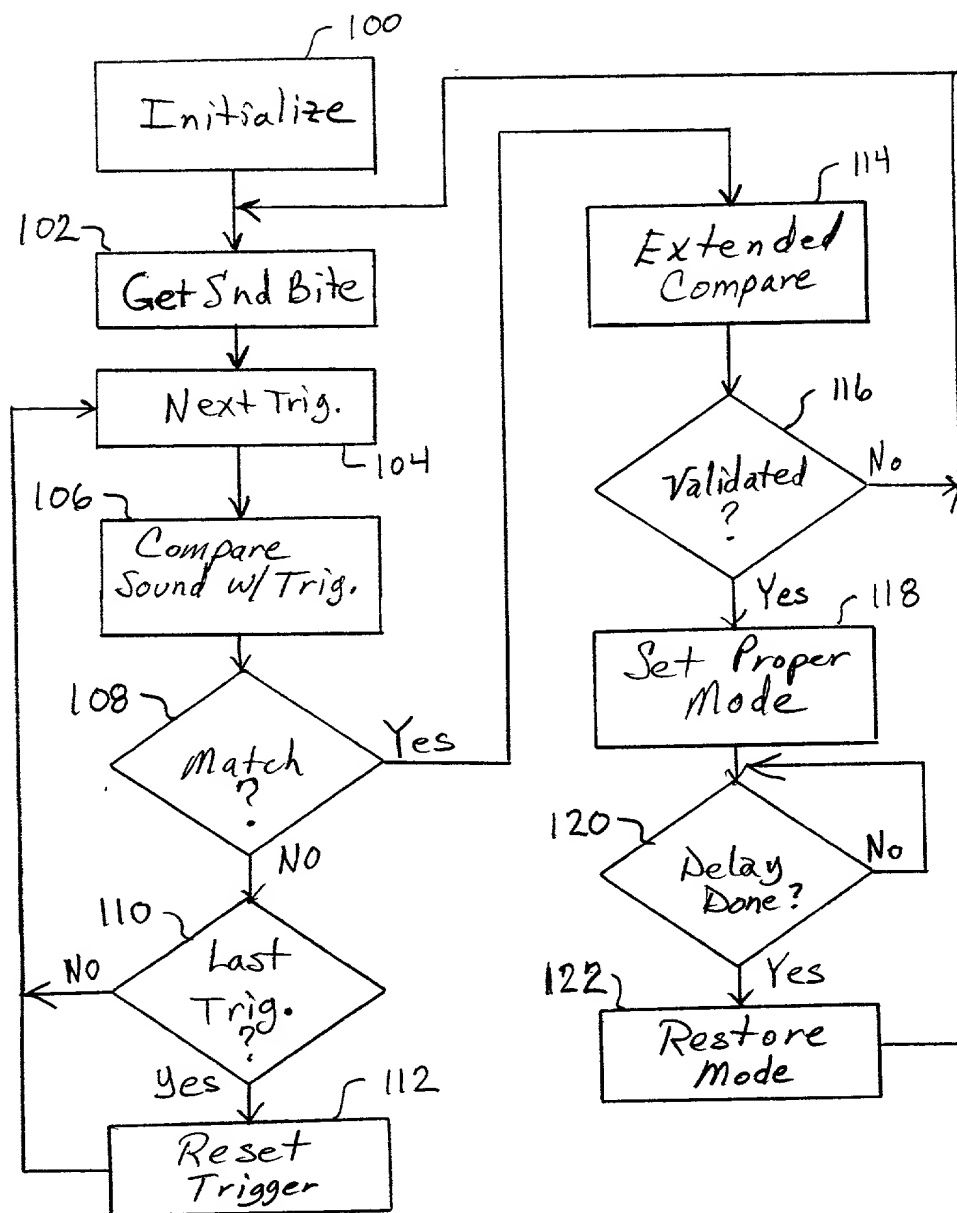 100
Initialize
102
Get Snd Bite
Next Trig.
104
106
Compare
Sound w/ Trig.
108
Match
?
Yes
NO
110
Last
Trig.
?
NO
Yes
112
Reset
Trigger
114
Extended
Compare
116
Validated
?
No
Yes
118
Set Proper
Mode
120
Delay
Done?
No
Yes
122
Restore
Mode